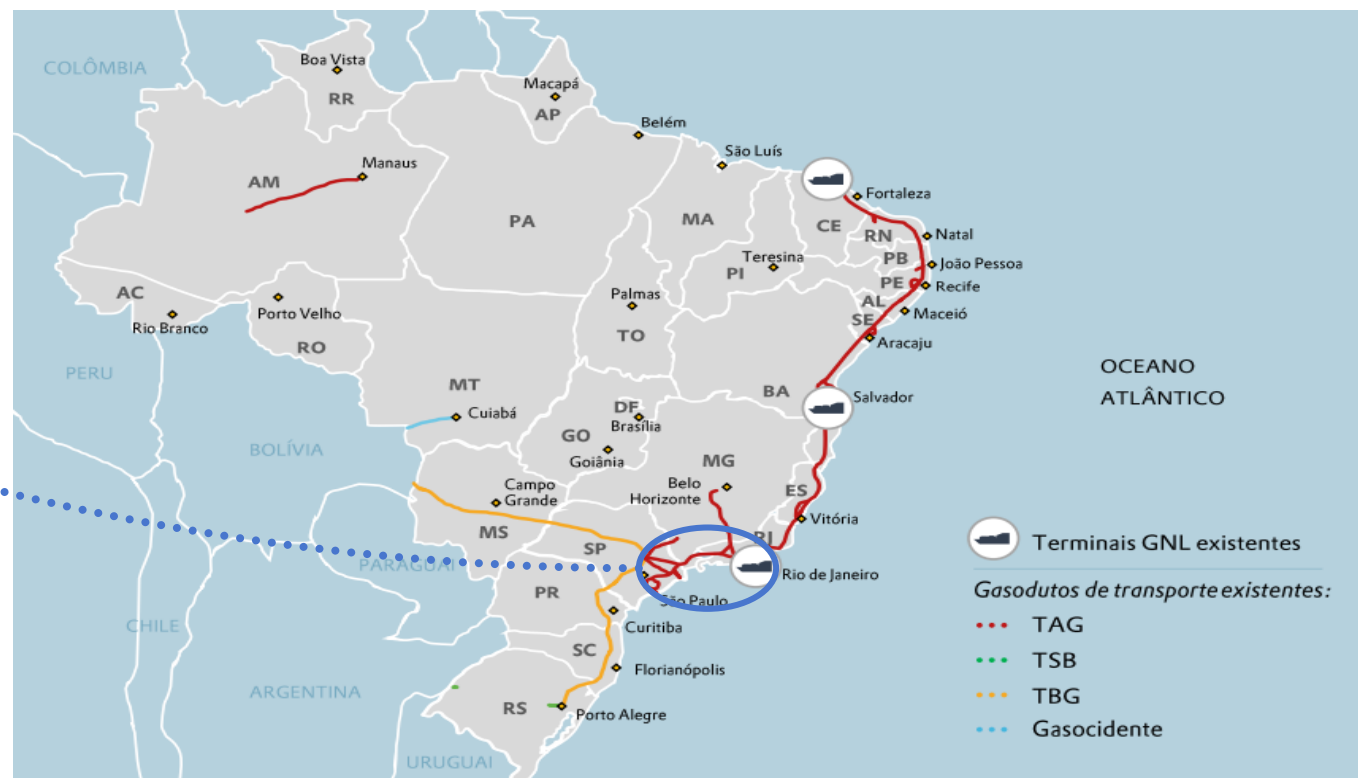 COLÔMBIA
Boa Vista
RR
Macapá
AP
Belém
São Luís
Manaus
AM
Fortaleza
PA
MA
CE
RN
Natal
Teresina
PI
PB
João Pessoa
PE
Recife
AC
Rio Branco
Porto Velho
RO
Palmas
TO
AL
SE
Maceió
Aracaju
PERU
OCEANO
ATLÂNTICO
MT
Cuiabá
BA
Salvador
DF
Brasília
GO
Goiânia
BOLÍVIA
MG
Belo
Horizonte
Campo
Grande
ES
Vitória
MS
SP
RJ
Rio de Janeiro
PARAGUAI
São Paulo
PR
Curitiba
CHILE
SC
Florianópolis
ARGENTINA
RS
Porto Alegre
URUGUAI
Terminais GNL existentes
Gasodutos de transporte existentes:
TAG
TSB
TBG
Gasocidente